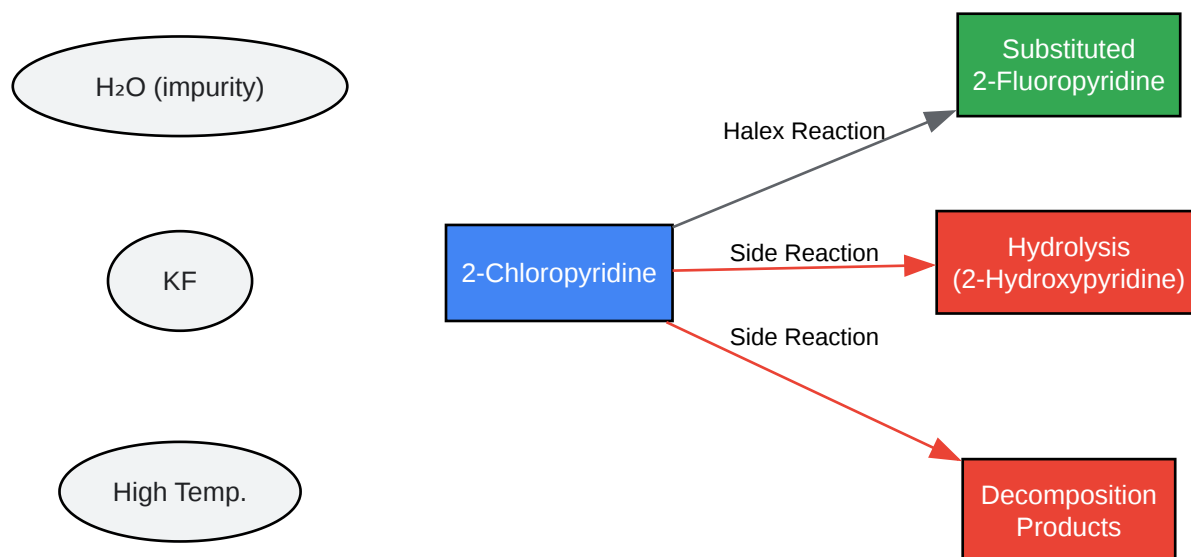 H₂O (impurity)
KF
High Temp.
2-Chloropyridine
Halex Reaction
Side Reaction
Side Reaction
Substituted
2-Fluoropyridine
Hydrolysis
(2-Hydroxypyridine)
Decomposition
Products